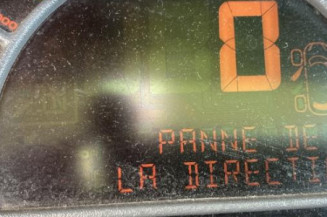 0
PANNE DE
LA DIRECTI